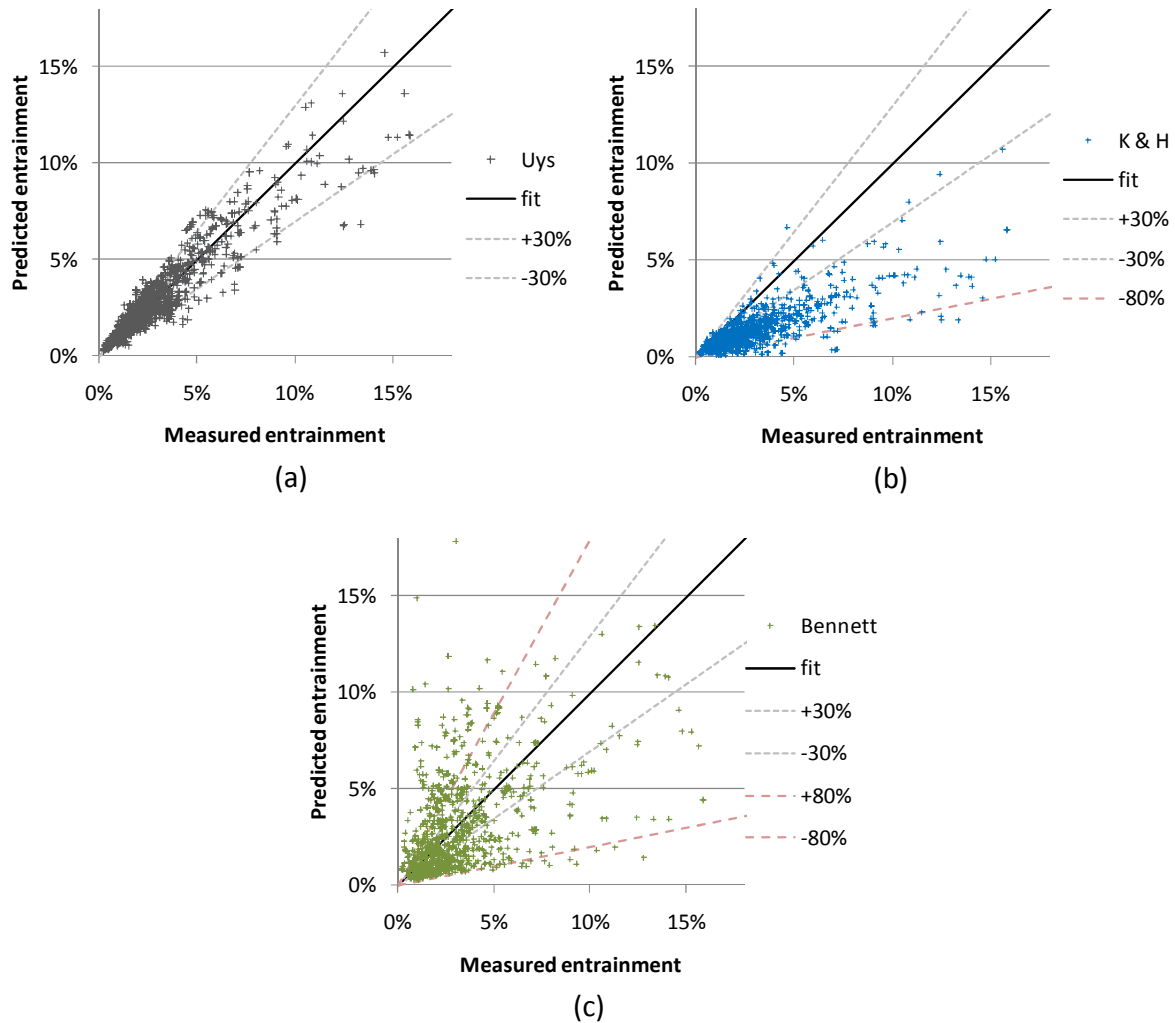 Predicted entrainment
15%
10%
5%
0%
0%
5%
10%
15%
Measured entrainment
Uys
fit
+30%
-30%
(a)
Predicted entrainment
15%
10%
5%
0%
0%
5%
10%
15%
Measured entrainment
K & H
fit
+30%
-30%
-80%
(b)
Predicted entrainment
15%
10%
5%
0%
0%
5%
10%
15%
Measured entrainment
Bennett
fit
+30%
-30%
+80%
-80%
(c)